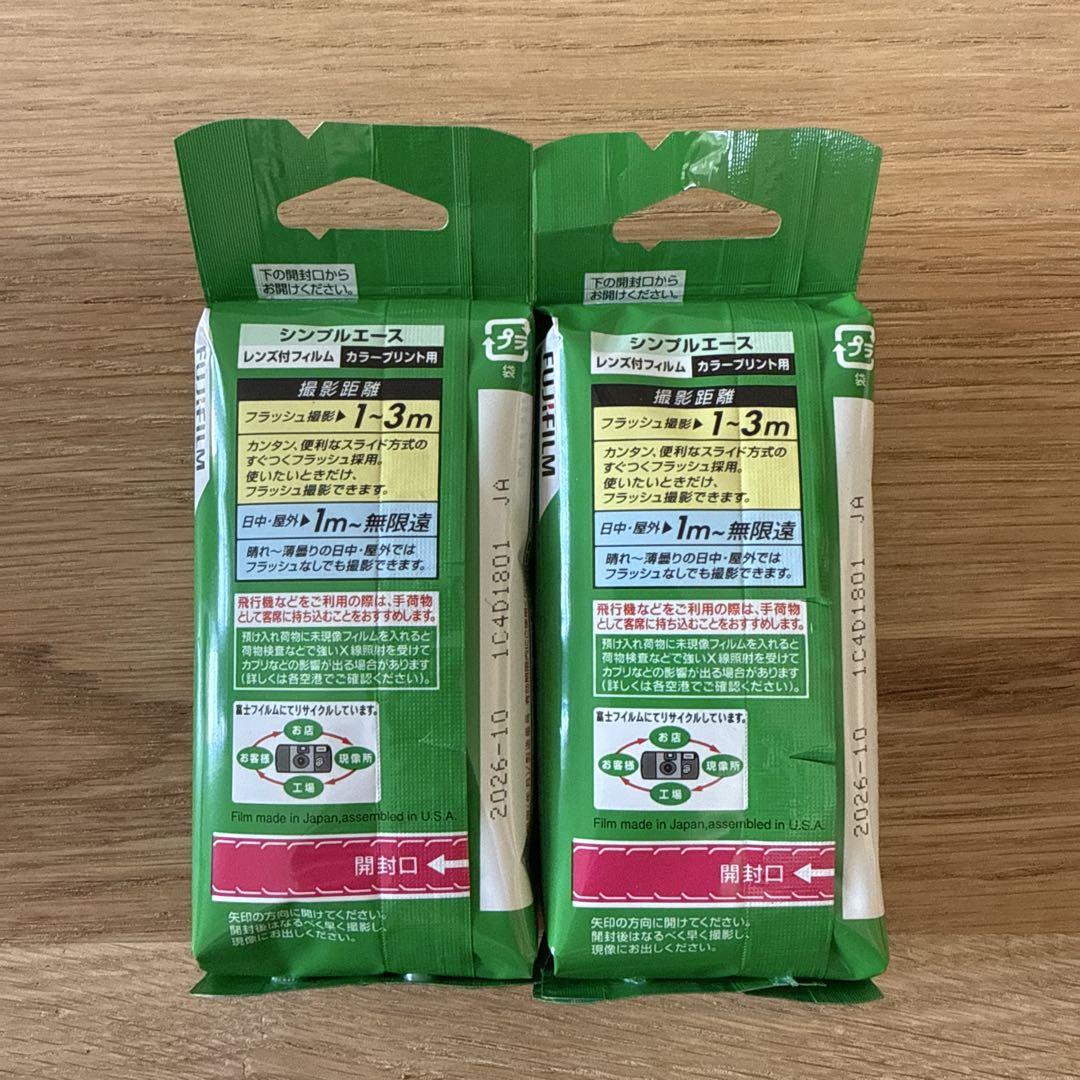 下の開封口から
お開けください。
シンプルエース
レンズ付フィルム カラープリント用
プラ
袋
FUJIFILM
撮影距離
フラッシュ撮影▶1~3m
カンタン、便利なスライド方式の
すぐつくフラッシュ採用。
使いたいときだけ、
フラッシュ撮影できます。
日中・屋外▶1m~無限遠
晴れ~薄曇りの日中・屋外では
フラッシュなしでも撮影できます。
飛行機などをご利用の際は、手荷物
として客席に持ち込むことをおすすめします。
預け入れ荷物に未現像フィルムを入れると
荷物検査などで強いX線照射を受けて
カブリなどの影響が出る場合があります
(詳しくは各空港でご確認ください)。
富士フイルムにてリサイクルしています。
お店
お客様
現像所
工場
Film made in Japan,assembled in U.S.A.
開封口
矢印の方向に開けてください。
開封後はなるべく早く撮影し、
現像にお出しください。
2026-10 1C4D1801 JA
下の開封口から
お開けください。
シンプルエース
レンズ付フィルム カラープリント用
プラ
袋
FUJIFILM
撮影距離
フラッシュ撮影▶1~3m
カンタン、便利なスライド方式の
すぐつくフラッシュ採用。
使いたいときだけ、
フラッシュ撮影できます。
日中・屋外▶1m~無限遠
晴れ~薄曇りの日中・屋外では
フラッシュなしでも撮影できます。
飛行機などをご利用の際は、手荷物
として客席に持ち込むことをおすすめします。
預け入れ荷物に未現像フィルムを入れると
荷物検査などで強いX線照射を受けて
カブリなどの影響が出る場合があります
(詳しくは各空港でご確認ください)。
富士フイルムにてリサイクルしています。
お店
お客様
現像所
工場
Film made in Japan,assembled in U.S.A.
開封口
矢印の方向に開けてください。
開封後はなるべく早く撮影し、
現像にお出しください。
2026-10 1C4D1801 JA